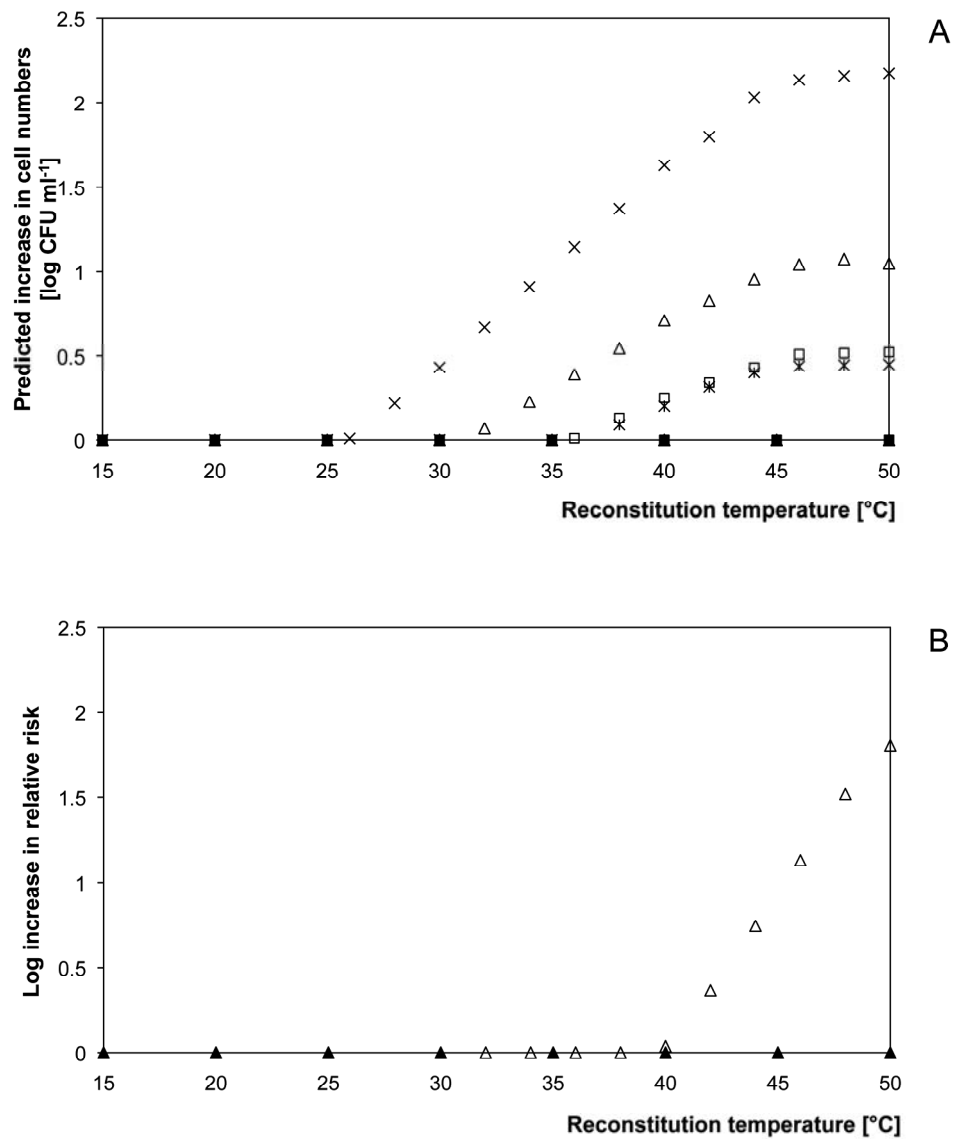 A
Predicted increase in cell numbers
[log CFU ml-1]
2.5
2
1.5
1
0.5
0
15 20 25 30 35 40 45 50
Reconstitution temperature [°C]
B
Log increase in relative risk
2.5
2
1.5
1
0.5
0
15 20 25 30 35 40 45 50
Reconstitution temperature [°C]